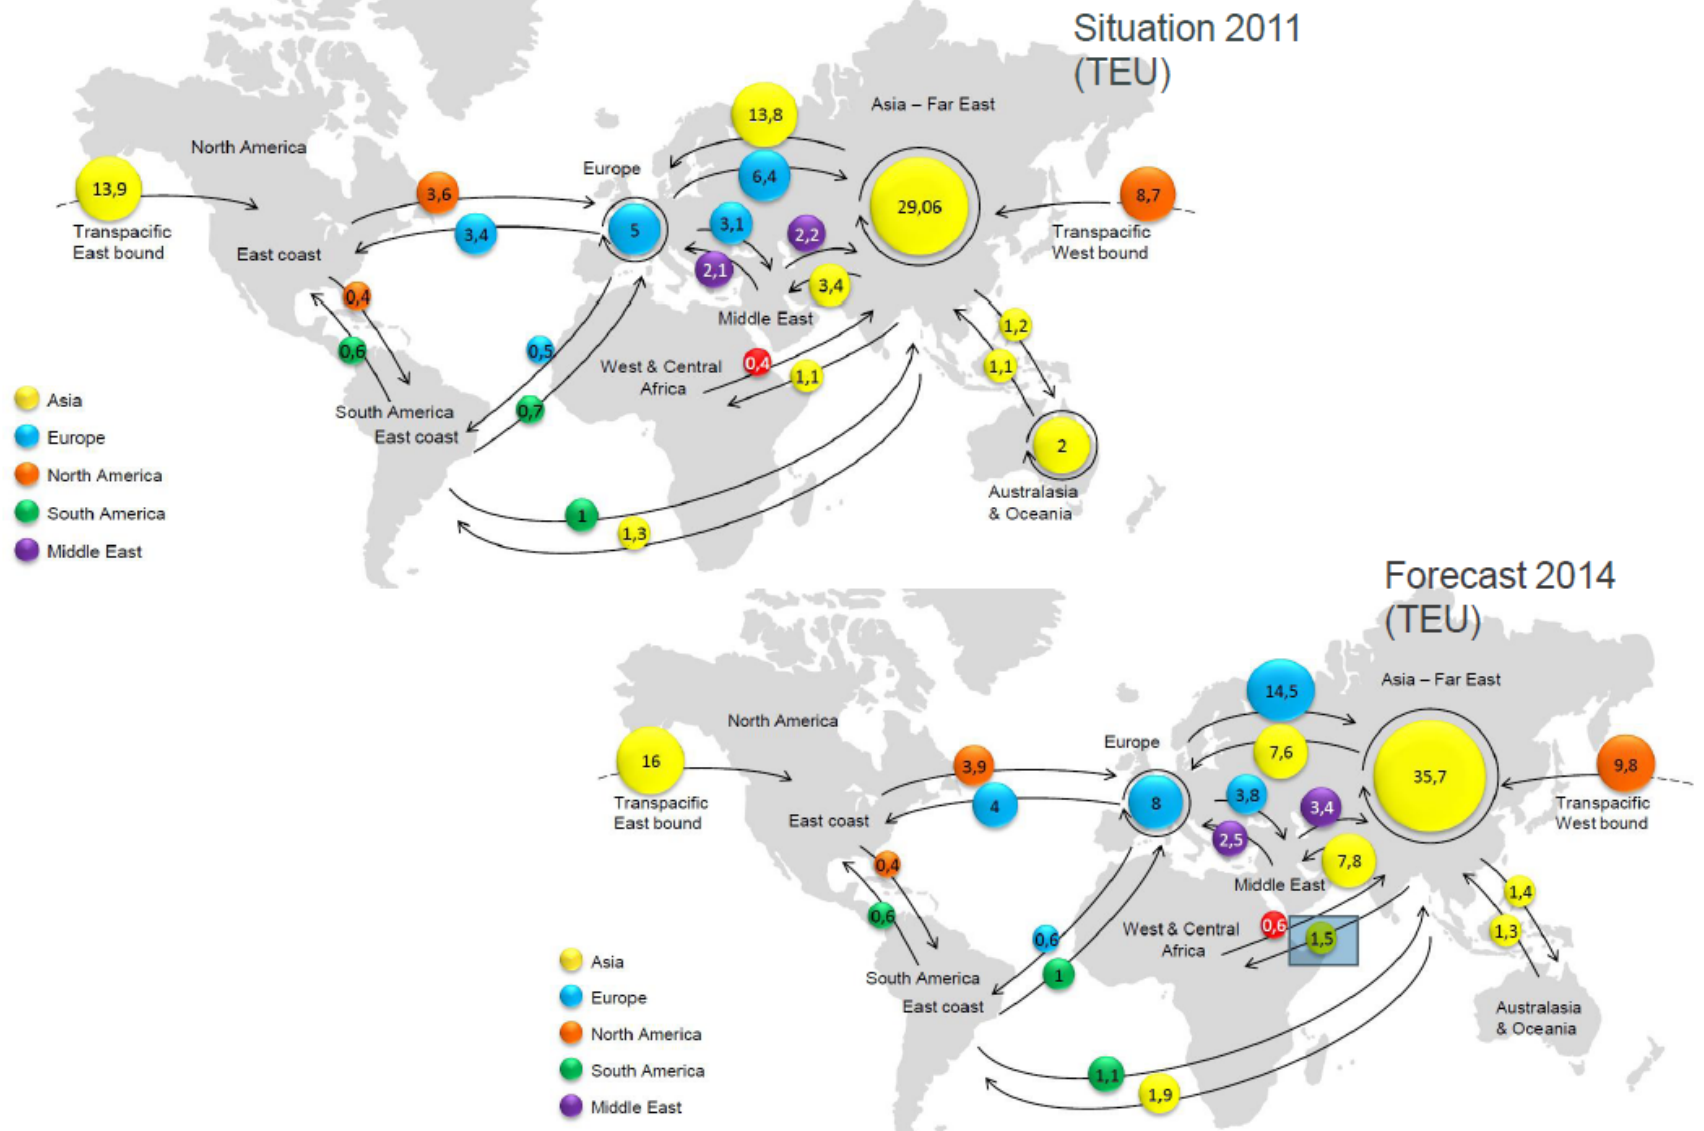 Situation 2011
(TEU)
13,8
Asia – Far East
North America
Europe
6,4
13,9
3,6
8,7
29,06
Transpacific
East bound
3,4
5
3,1
2,2
Transpacific
West bound
East coast
2,1
3,4
0,4
Middle East
1,2
0,6
0,5
West & Central
Africa
0,4
1,1
1,1
Asia
South America
East coast
0,7
Europe
2
North America
Australasia
& Oceania
South America
1
1,3
Middle East
Forecast 2014
(TEU)
14,5
Asia – Far East
North America
Europe
7,6
16
3,9
9,8
35,7
Transpacific
East bound
4
8
3,8
3,4
Transpacific
West bound
East coast
2,5
7,8
0,4
Middle East
1,4
0,6
0,6
West & Central
Africa
0,6
1,5
1,3
Asia
South America
East coast
1
Europe
Australasia
& Oceania
North America
South America
1,1
1,9
Middle East